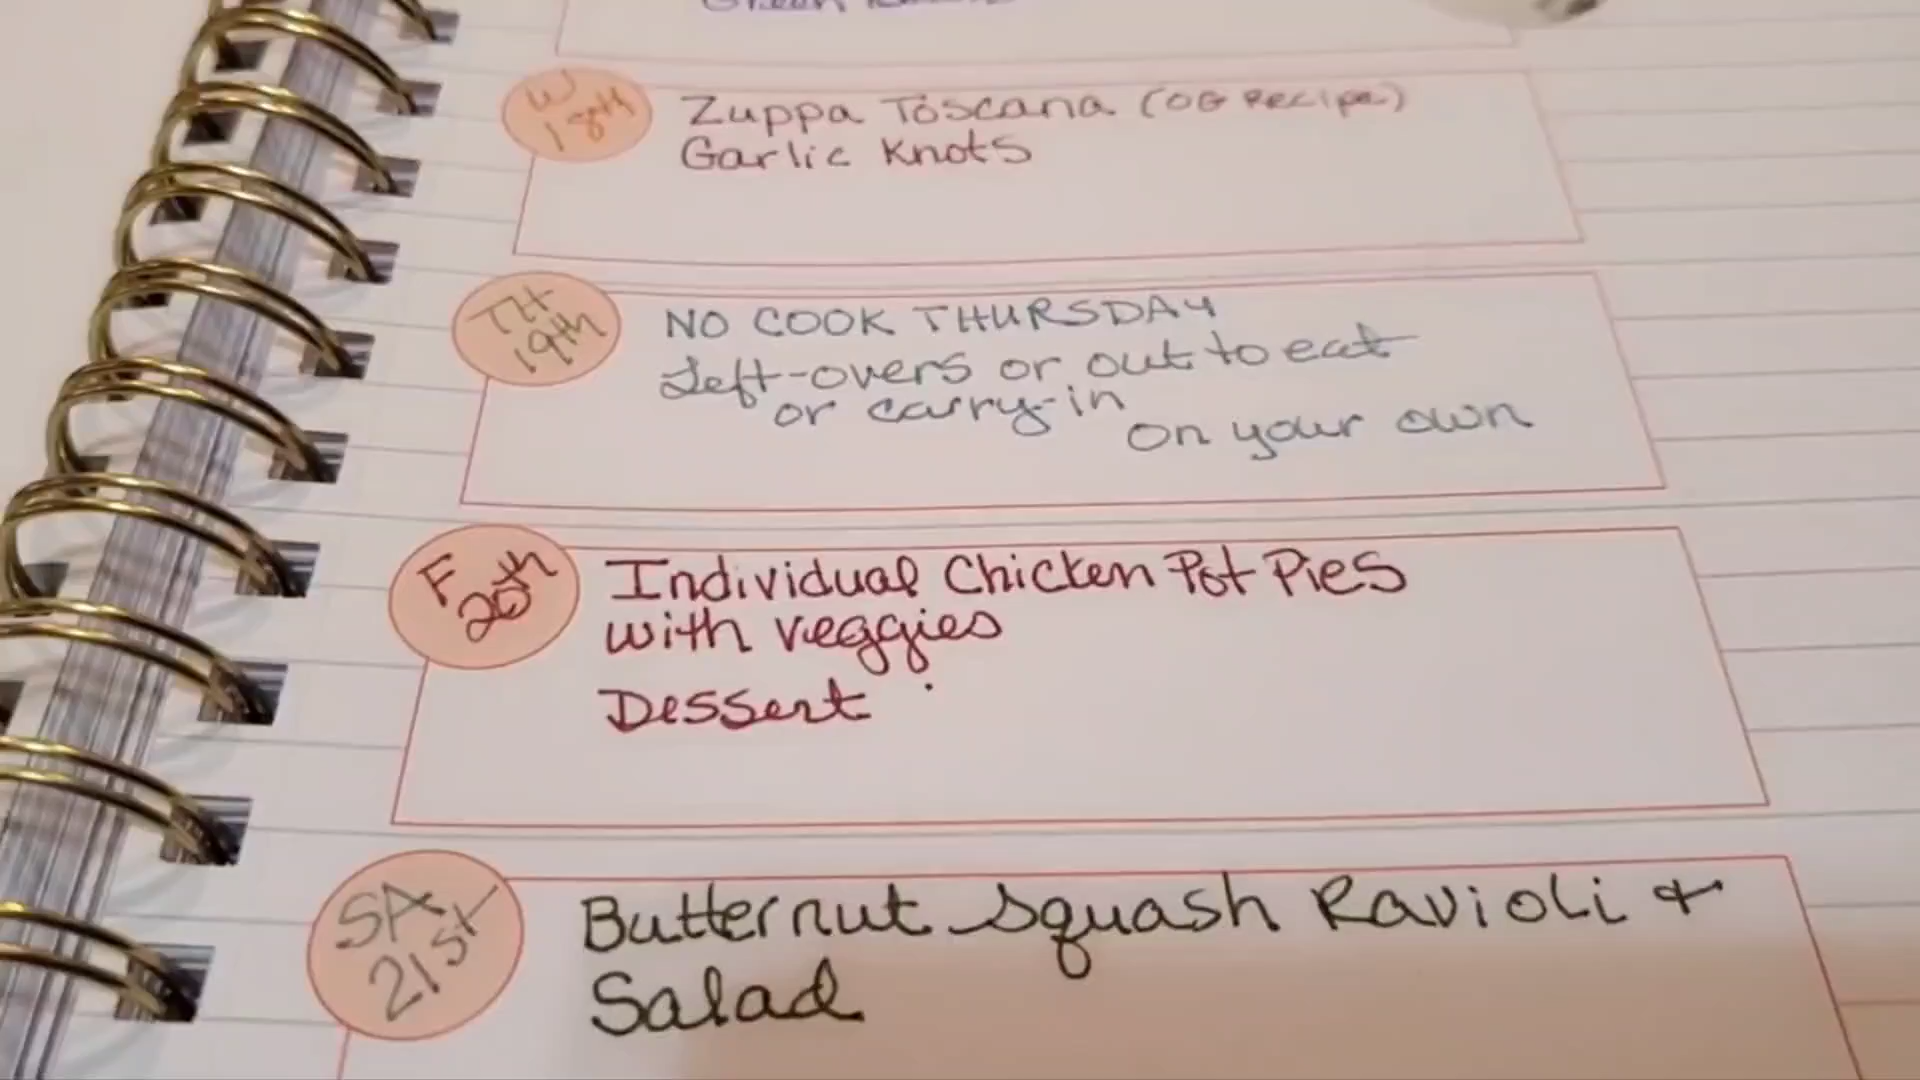 Green
W
18th
Zuppa Toscana (OG Recipe)
Garlic Knots
TH
19th
NO COOK THURSDAY
Left-overs or out to eat
or carry-in
on your own
F
20th
Individual Chicken Pot Pies
with veggies
Dessert
SA
21st
Butternut Squash Ravioli +
Salad